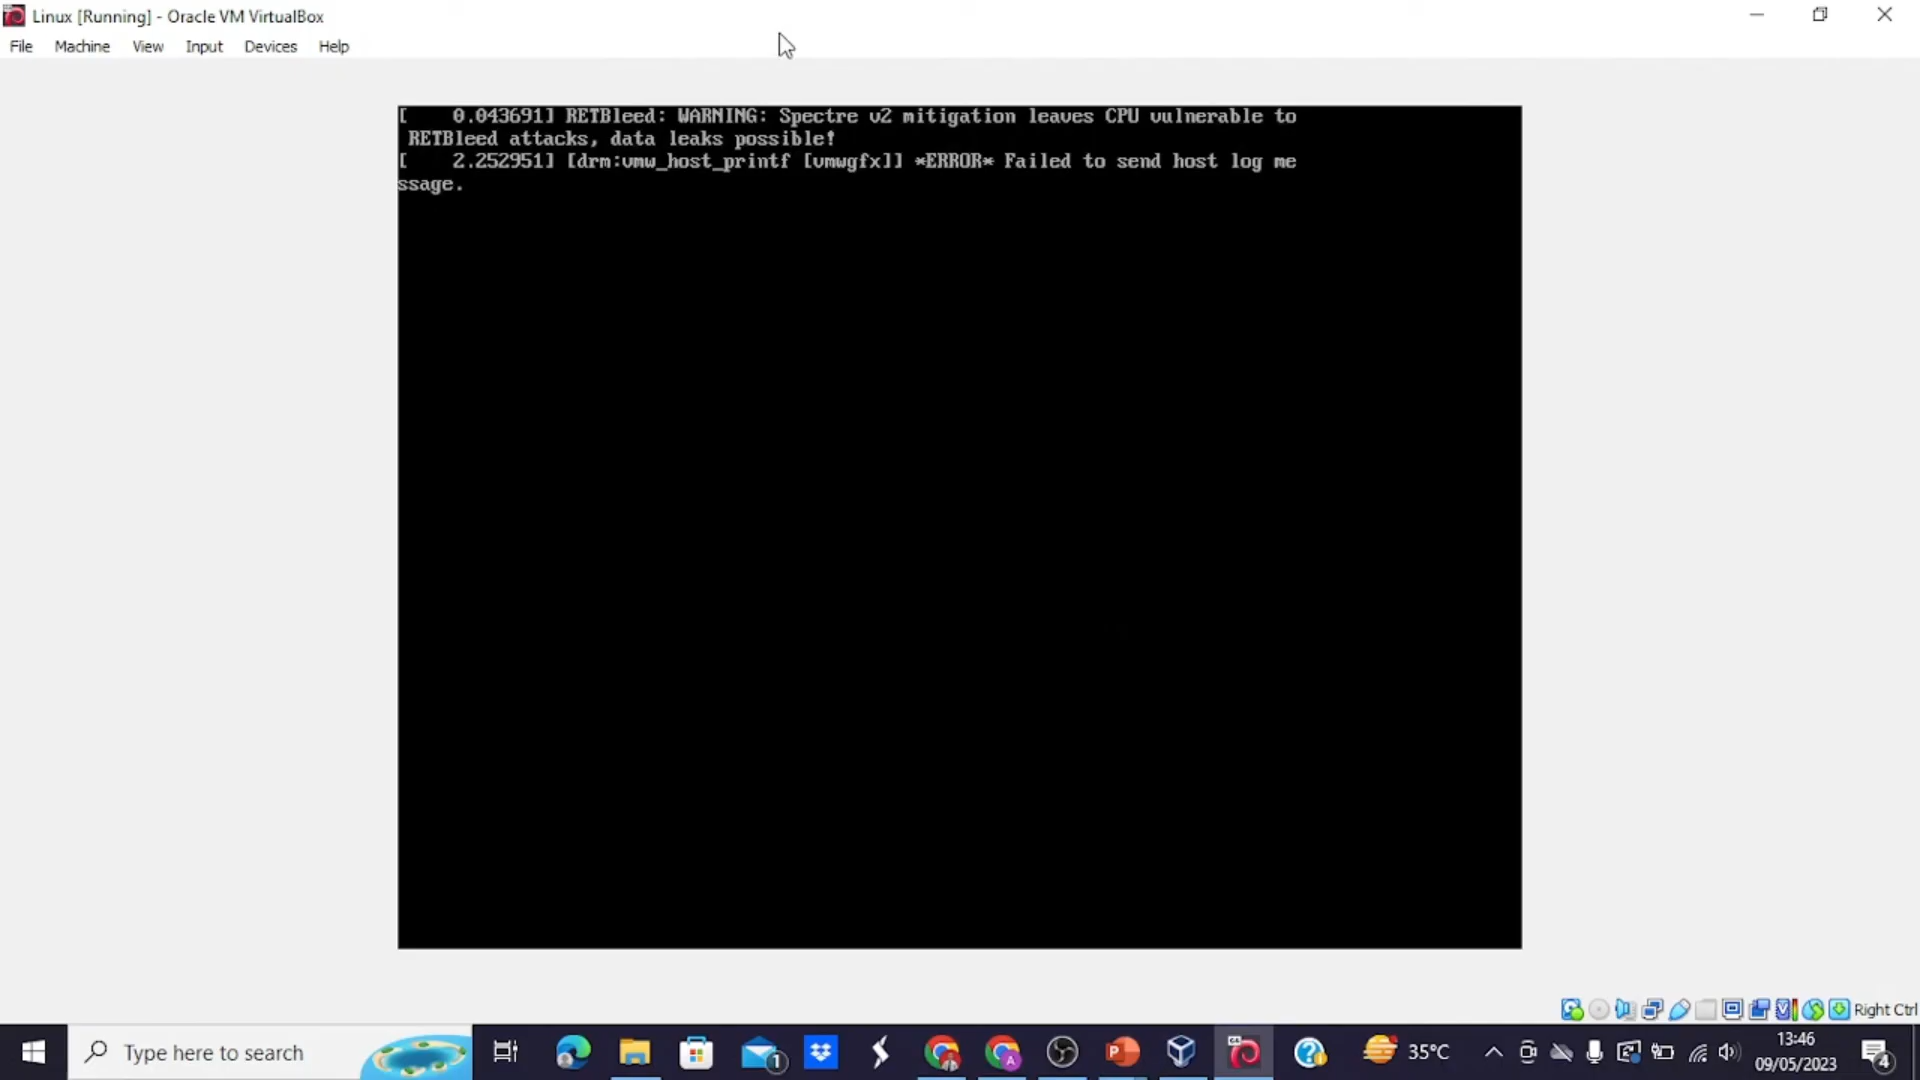 Linux [Running] - Oracle VM VirtualBox
File Machine View Input Devices Help
[    0.043691] RETBleed: WARNING: Spectre v2 mitigation leaves CPU vulnerable to
 RETBleed attacks, data leaks possible!
[    2.252951] [drm:vmw_host_printf [vmwgfx]] *ERROR* Failed to send host log me
ssage.
Right Ctrl
Type here to search
1
A
35°C
13:46
09/05/2023
4